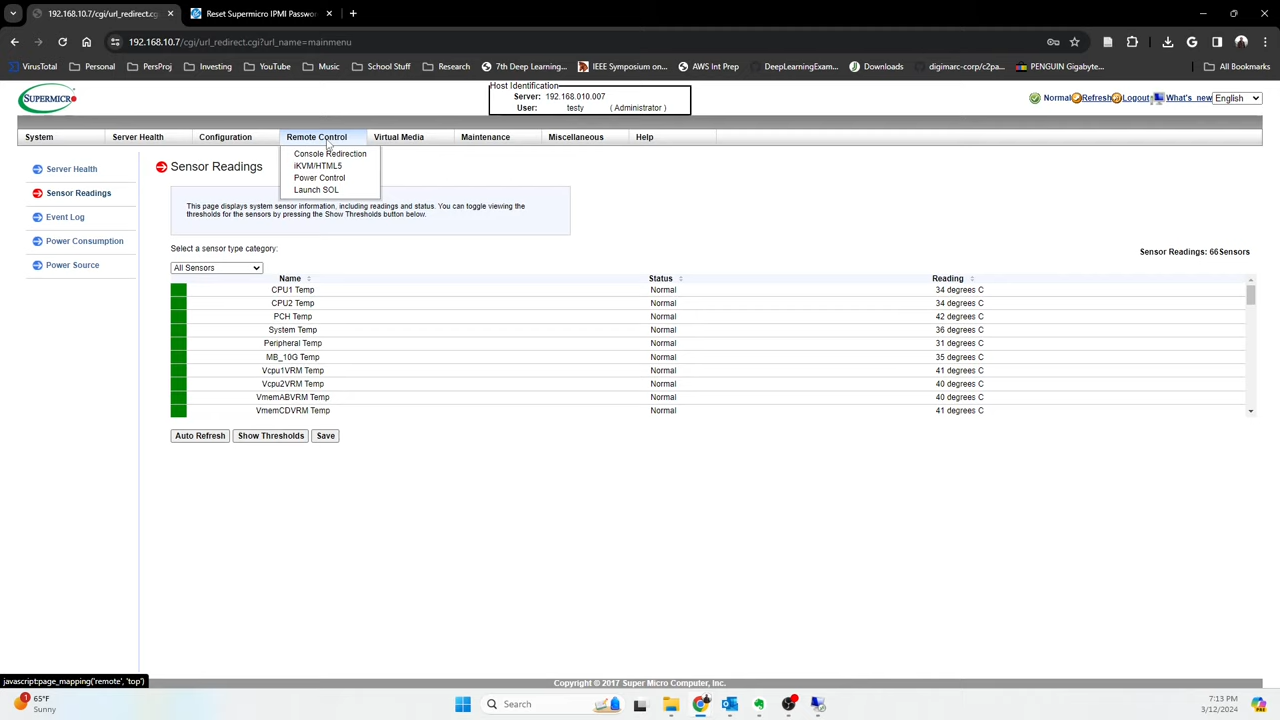 192.168.10.7/cgi/url_redirect.cg
Reset Supermicro IPMI Passwor
192.168.10.7/cgi/url_redirect.cgi?url_name=mainmenu
VirusTotal
Personal
PersProj
Investing
YouTube
Music
School Stuff
Research
7th Deep Learning...
IEEE Symposium on...
AWS Int Prep
DeepLearningExam...
Downloads
digimarc-corp/c2pa...
PENGUIN Gigabyte...
All Bookmarks
SUPERMICRO
Host Identification
Server: 192.168.010.007
User: testy ( Administrator )
Normal Refresh Logout What's_new English
System Server Health Configuration Remote Control Virtual Media Maintenance Miscellaneous Help
Console Redirection
iKVM/HTML5
Power Control
Launch SOL
Server Health
Sensor Readings
Event Log
Power Consumption
Power Source
Sensor Readings
This page displays system sensor information, including readings and status. You can toggle viewing the
thresholds for the sensors by pressing the Show Thresholds button below.
Select a sensor type category:
Sensor Readings: 66Sensors
All Sensors
Name Status Reading
CPU1 Temp Normal 34 degrees C
CPU2 Temp Normal 34 degrees C
PCH Temp Normal 42 degrees C
System Temp Normal 36 degrees C
Peripheral Temp Normal 31 degrees C
MB_10G Temp Normal 35 degrees C
Vcpu1VRM Temp Normal 41 degrees C
Vcpu2VRM Temp Normal 40 degrees C
VmemABVRM Temp Normal 40 degrees C
VmemCDVRM Temp Normal 41 degrees C
Auto Refresh Show Thresholds Save
javascript:page_mapping('remote', 'top')
Copyright © 2017 Super Micro Computer, Inc.
1
65°F
Sunny
Search
7:13 PM
3/12/2024